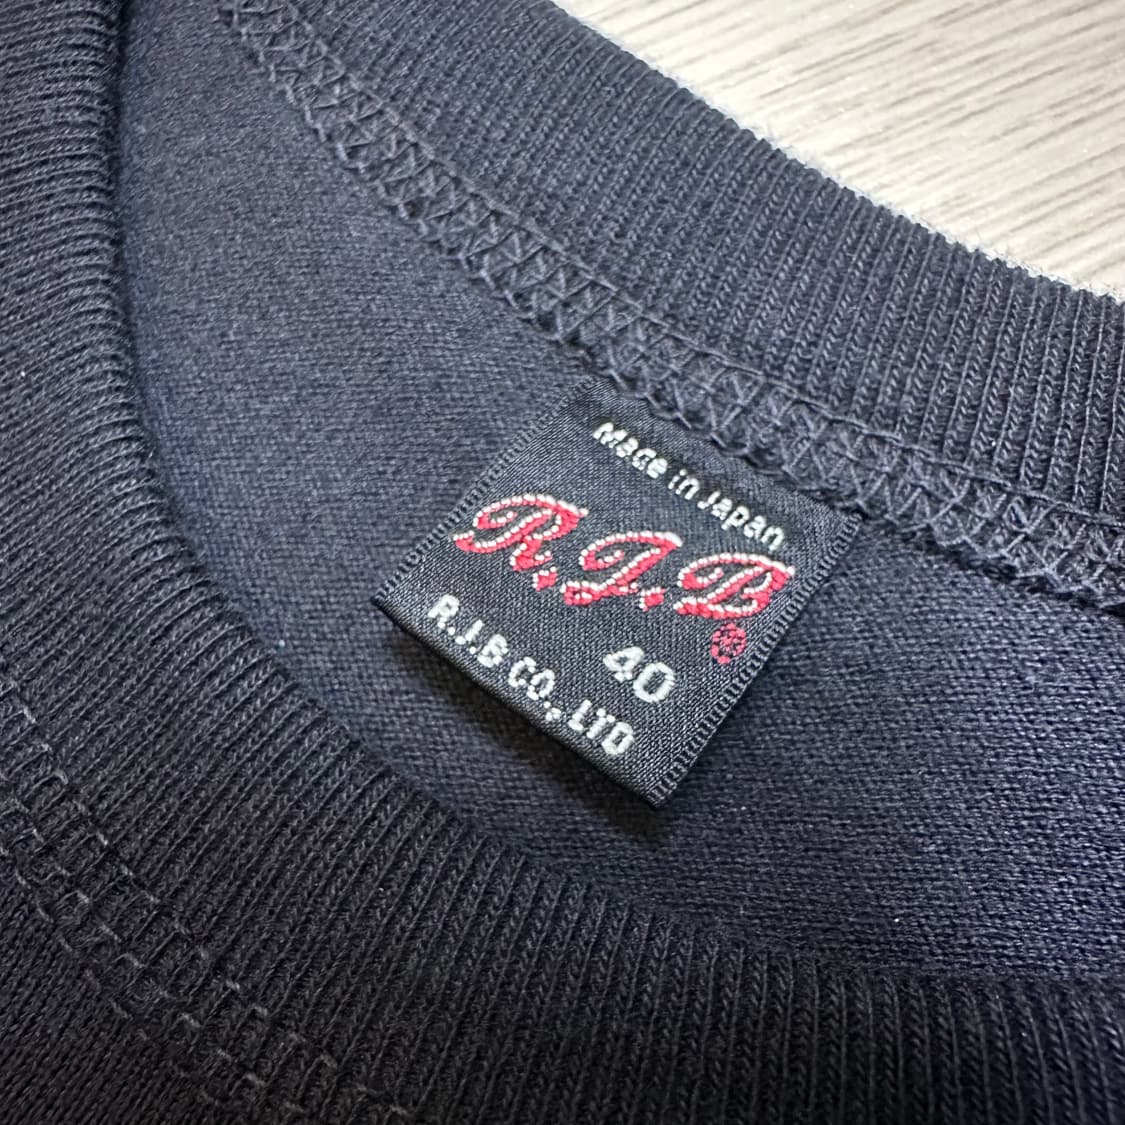 Made in Japan
R.J.B.
®
40
R.J.B CO., LTD